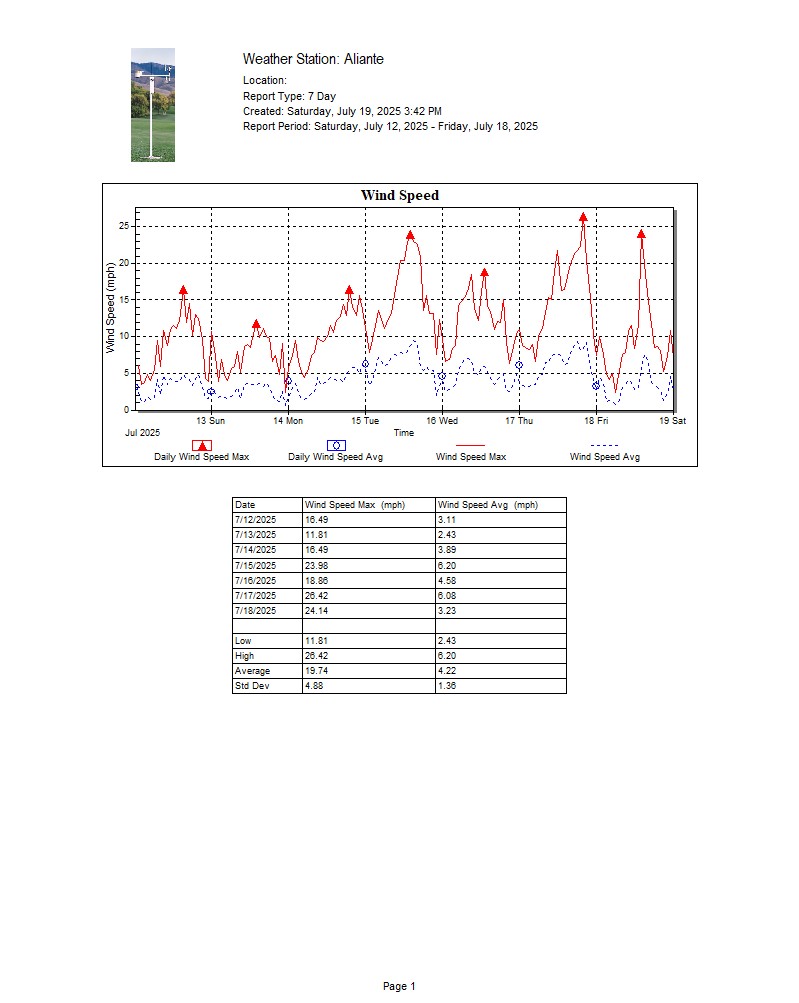 Weather Station: Aliante
Location:
Report Type: 7 Day
Created: Saturday, July 19, 2025 3:42 PM
Report Period: Saturday, July 12, 2025 - Friday, July 18, 2025
Wind Speed
Wind Speed (mph)
25
20
15
10
5
0
13 Sun 14 Mon 15 Tue 16 Wed 17 Thu 18 Fri 19 Sat
Jul 2025 Time
Daily Wind Speed Max Daily Wind Speed Avg Wind Speed Max Wind Speed Avg
Date Wind Speed Max (mph) Wind Speed Avg (mph)
7/12/2025 16.49 3.11
7/13/2025 11.81 2.43
7/14/2025 16.49 3.89
7/15/2025 23.98 6.20
7/16/2025 18.86 4.58
7/17/2025 26.42 6.08
7/18/2025 24.14 3.23
Low 11.81 2.43
High 26.42 6.20
Average 19.74 4.22
Std Dev 4.88 1.36
Page 1